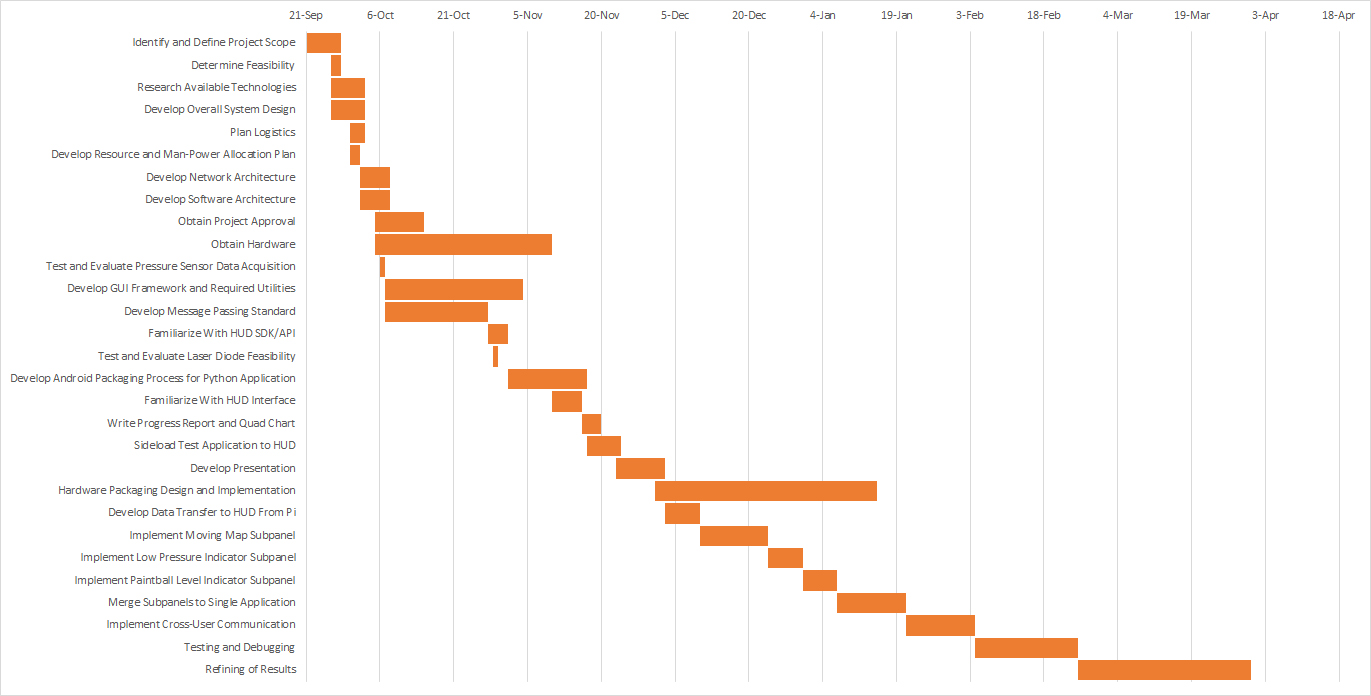 21-Sep 6-Oct 21-Oct 5-Nov 20-Nov 5-Dec 20-Dec 4-Jan 19-Jan 3-Feb 18-Feb 4-Mar 19-Mar 3-Apr 18-Apr
Identify and Define Project Scope
Determine Feasibility
Research Available Technologies
Develop Overall System Design
Plan Logistics
Develop Resource and Man-Power Allocation Plan
Develop Network Architecture
Develop Software Architecture
Obtain Project Approval
Obtain Hardware
Test and Evaluate Pressure Sensor Data Acquisition
Develop GUI Framework and Required Utilities
Develop Message Passing Standard
Familiarize With HUD SDK/API
Test and Evaluate Laser Diode Feasibility
Develop Android Packaging Process for Python Application
Familiarize With HUD Interface
Write Progress Report and Quad Chart
Sideload Test Application to HUD
Develop Presentation
Hardware Packaging Design and Implementation
Develop Data Transfer to HUD From Pi
Implement Moving Map Subpanel
Implement Low Pressure Indicator Subpanel
Implement Paintball Level Indicator Subpanel
Merge Subpanels to Single Application
Implement Cross-User Communication
Testing and Debugging
Refining of Results